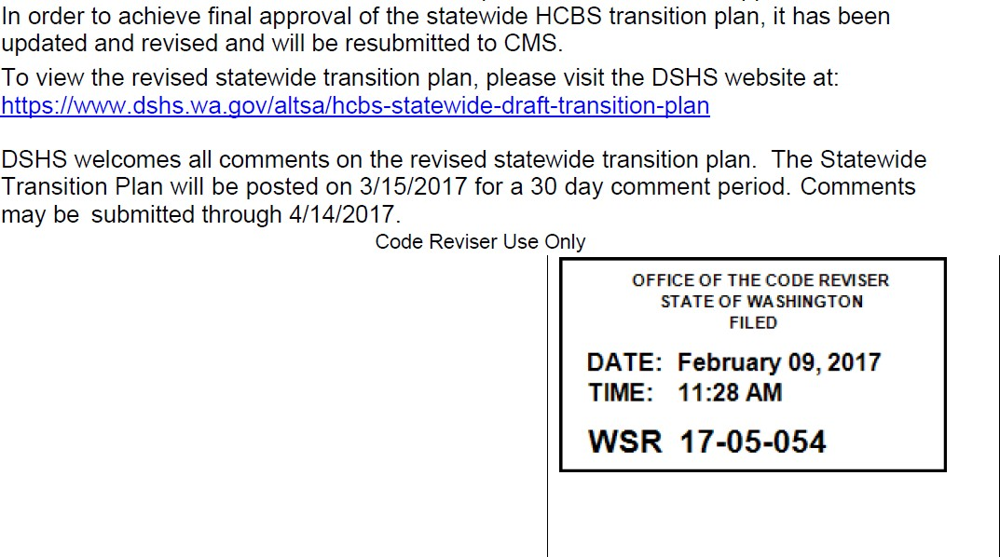 In order to achieve final approval of the statewide HCBS transition plan, it has been
updated and revised and will be resubmitted to CMS.
To view the revised statewide transition plan, please visit the DSHS website at:
https://www.dshs.wa.gov/altsa/hcbs-statewide-draft-transition-plan
DSHS welcomes all comments on the revised statewide transition plan.  The Statewide
Transition Plan will be posted on 3/15/2017 for a 30 day comment period. Comments
may be submitted through 4/14/2017.
Code Reviser Use Only
OFFICE OF THE CODE REVISER
STATE OF WASHINGTON
FILED
DATE: February 09, 2017
TIME: 11:28 AM
WSR 17-05-054